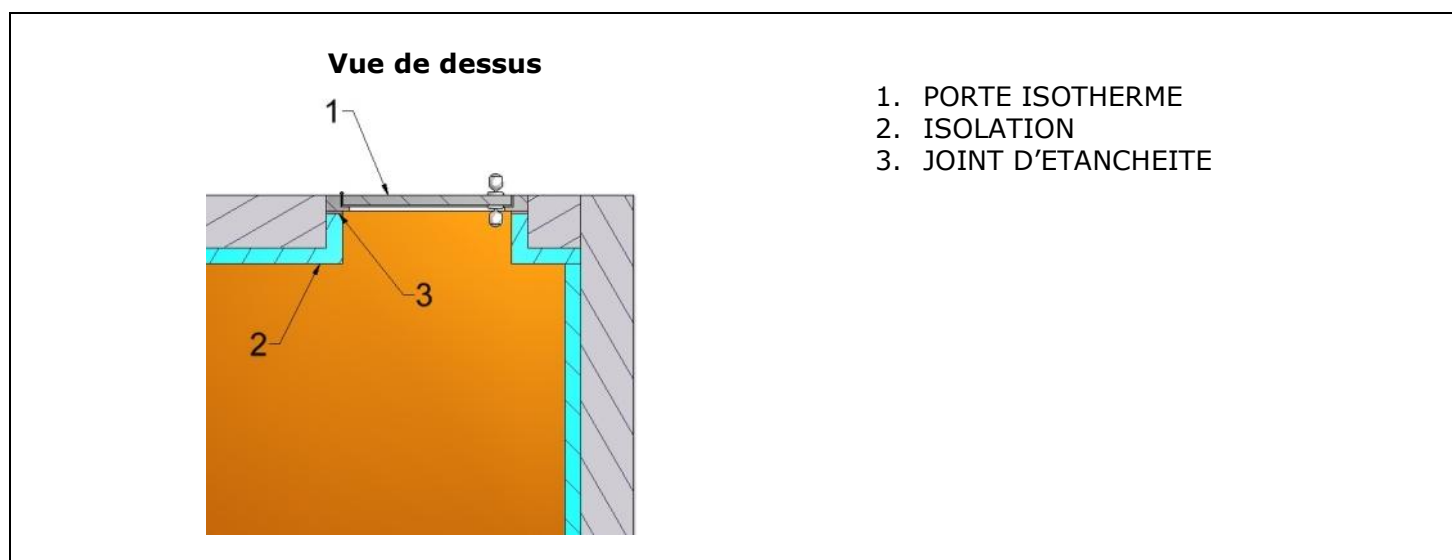 Vue de dessus
1
2
3
1. PORTE ISOTHERME
2. ISOLATION
3. JOINT D'ETANCHEITE